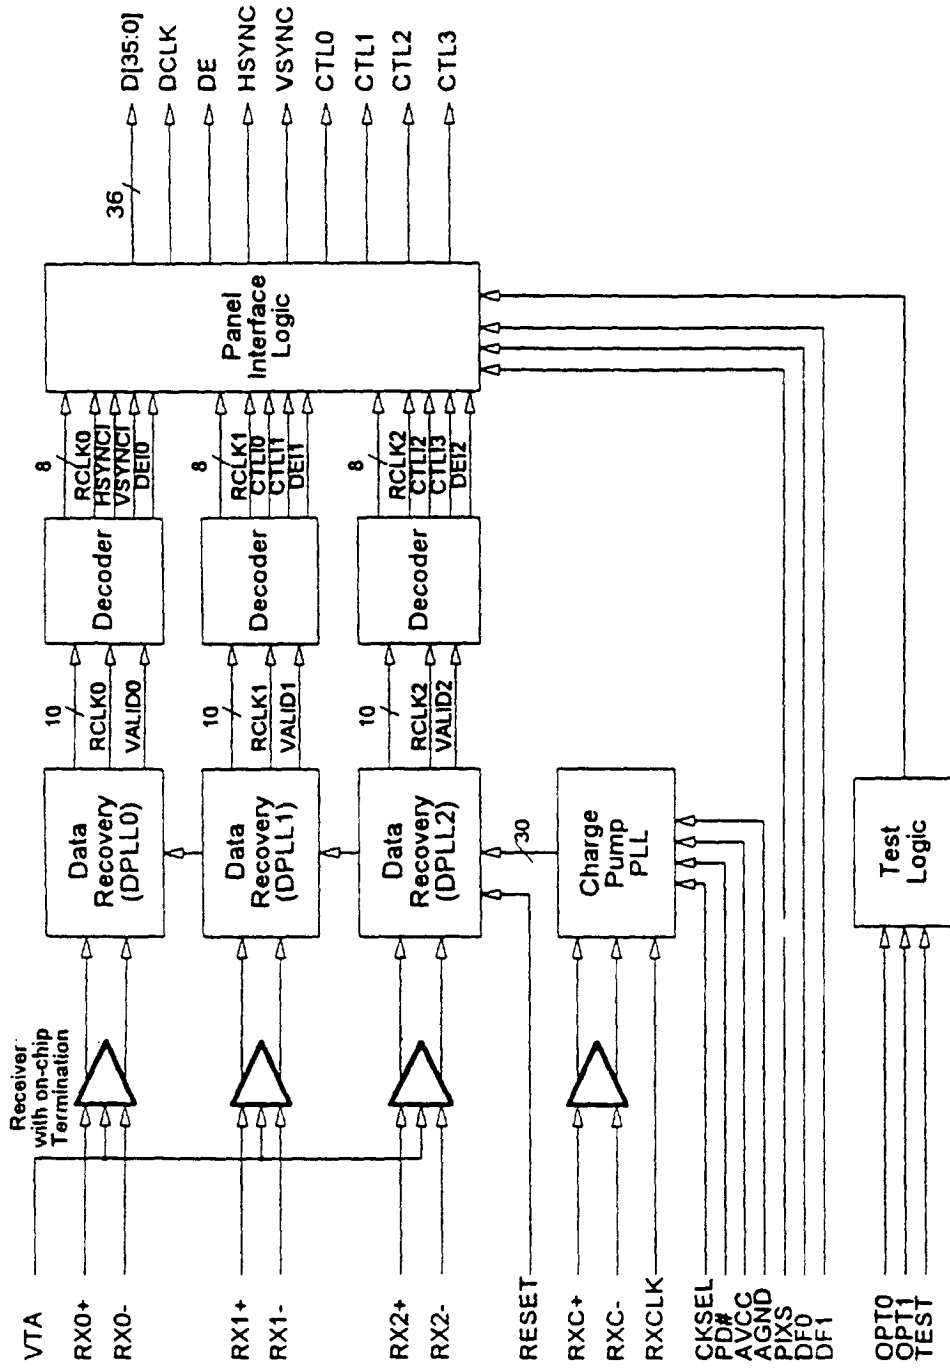 VTA
RX0+
RX0-
RX1+
RX1-
RX2+
RX2-
RESET
RXC+
RXC-
RXCLK
CKSEL
PD#
AVCC
AGND
PIXS
DF0
DF1
OPT0
OPT1
TEST
Receiver
with on-chip
Termination
Data
Recovery
(DPLL0)
Data
Recovery
(DPLL1)
Data
Recovery
(DPLL2)
30
Charge
Pump
PLL
Test
Logic
10
RCLK0
VALID0
10
RCLK1
VALID1
10
RCLK2
VALID2
Decoder
Decoder
Decoder
8
RCLK0
HSYNCI
VSYNCI
DEI0
8
RCLK1
CTLI0
CTLI1
DEI1
8
RCLK2
CTLI2
CTLI3
DEI2
Panel
Interface
Logic
36
D[35:0]
DCLK
DE
HSYNC
VSYNC
CTL0
CTL1
CTL2
CTL3